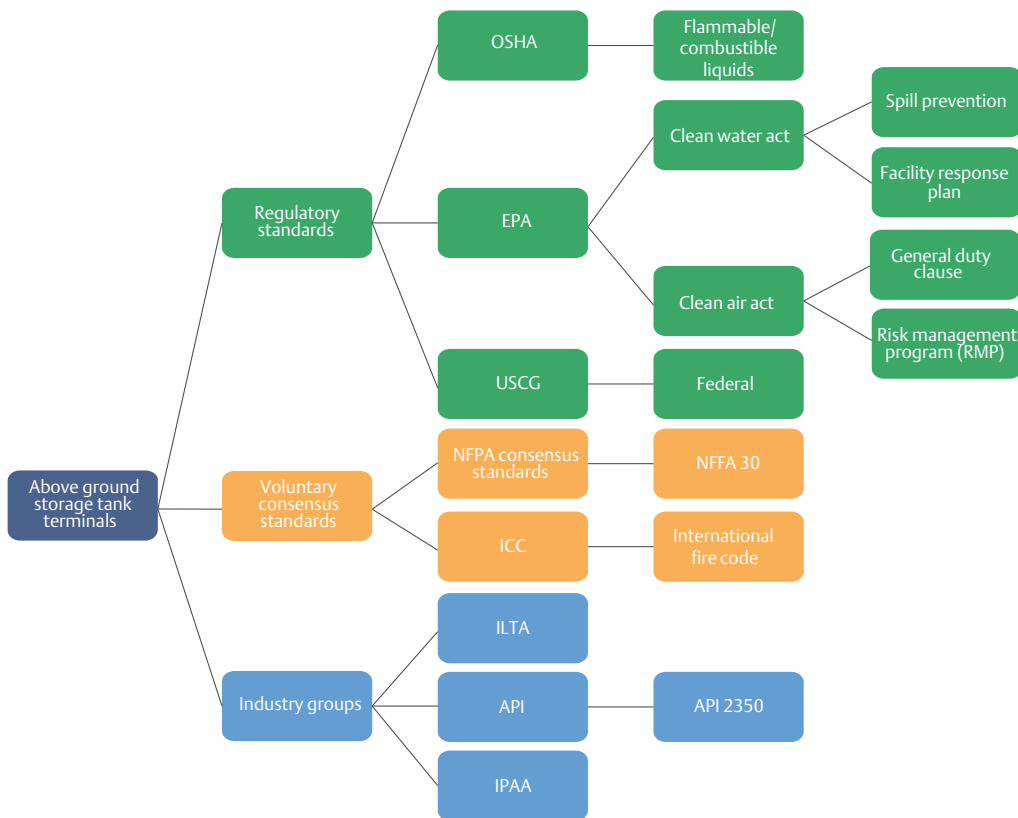 OSHA
Flammable/
combustible
liquids
Spill prevention
Clean water act
Facility response
plan
Regulatory
standards
EPA
General duty
clause
Clean air act
Risk management
program (RMP)
USCG
Federal
NFPA consensus
standards
NFFA 30
Above ground
storage tank
terminals
Voluntary
consensus
standards
ICC
International
fire code
ILTA
Industry groups
API
API 2350
IPAA